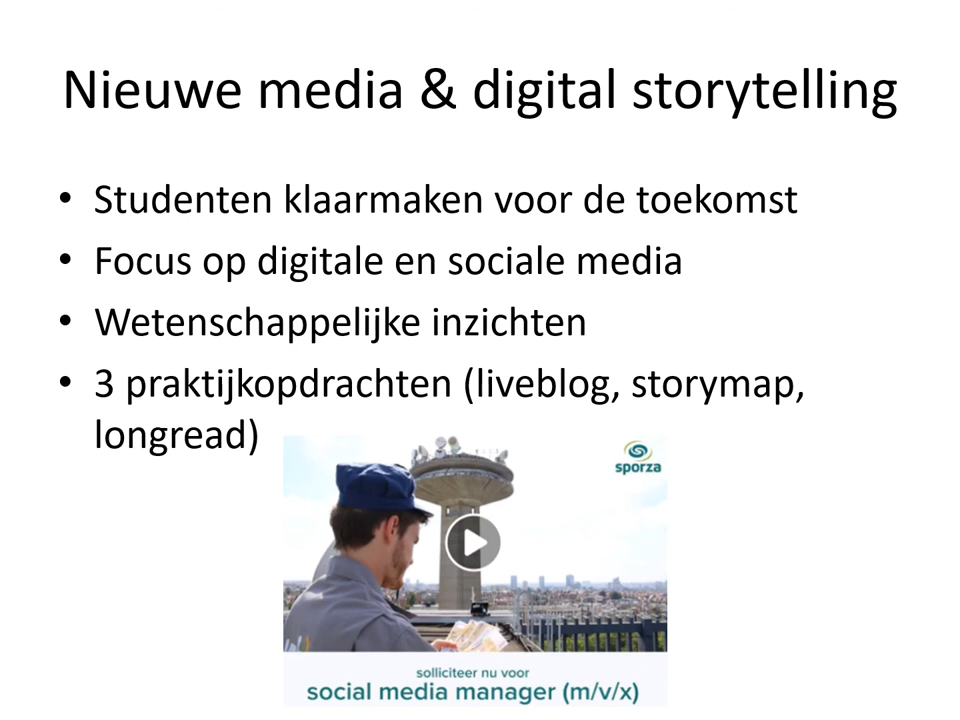 Nieuwe media & digital storytelling
• Studenten klaarmaken voor de toekomst
• Focus op digitale en sociale media
• Wetenschappelijke inzichten
• 3 praktijkopdrachten (liveblog, storymap,
longread)
sporza
solliciteer nu voor
social media manager (m/v/x)